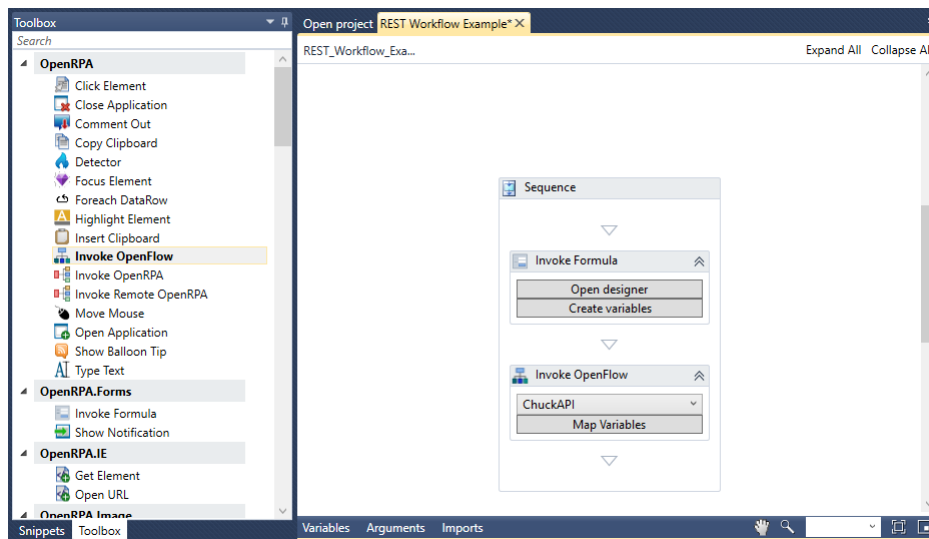 Toolbox
Search
OpenRPA
Click Element
Close Application
Comment Out
Copy Clipboard
Detector
Focus Element
Foreach DataRow
Highlight Element
Insert Clipboard
Invoke OpenFlow
Invoke OpenRPA
Invoke Remote OpenRPA
Move Mouse
Open Application
Show Balloon Tip
Type Text
OpenRPA.Forms
Invoke Formula
Show Notification
OpenRPA.IE
Get Element
Open URL
OpenRPA.Image
Snippets Toolbox
Open project REST Workflow Example*
REST_Workflow_Exa... Expand All Collapse Al
Sequence
Invoke Formula
Open designer
Create variables
Invoke OpenFlow
ChuckAPI
Map Variables
Variables Arguments Imports